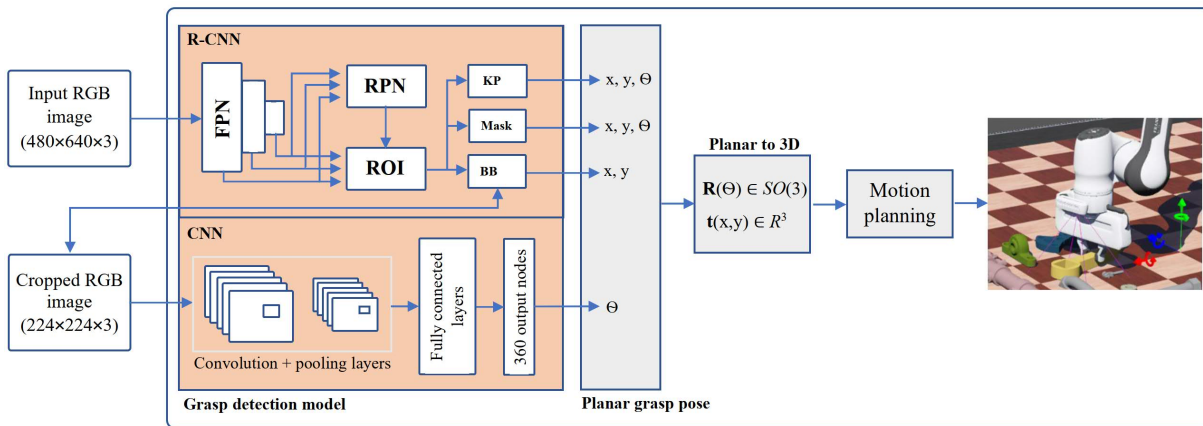 R-CNN
Input RGB
image
(480×640×3)
FPN
RPN
ROI
KP
Mask
BB
x, y, Θ
x, y, Θ
x, y
Planar to 3D
R(Θ) ∈ SO(3)
t(x,y) ∈ R³
Motion
planning
CNN
Cropped RGB
image
(224×224×3)
Convolution + pooling layers
Fully connected
layers
360 output nodes
Θ
Grasp detection model
Planar grasp pose